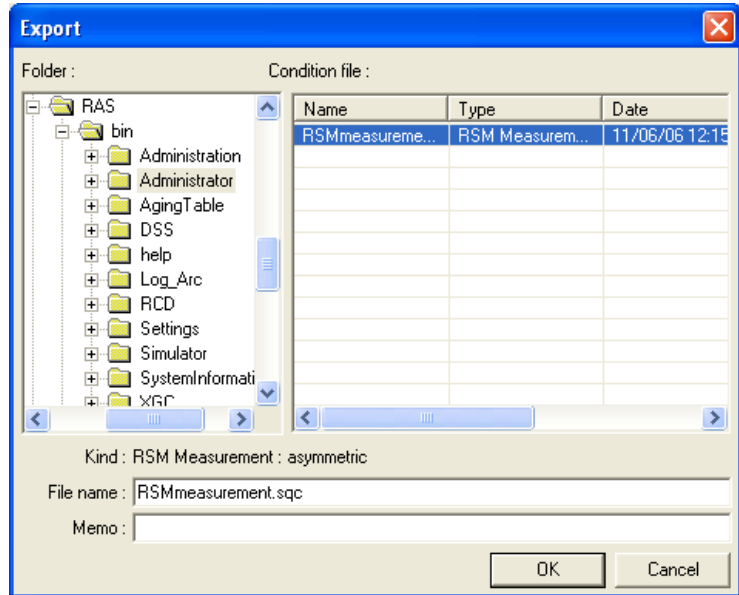 Export
Folder : Condition file :
RAS
bin
Administration
Administrator
AgingTable
DSS
help
Log_Arc
RCD
Settings
Simulator
SystemInformati
XGC
Name Type Date
RSMmeasureme... RSM Measurem... 11/06/06 12:15
Kind : RSM Measurement : asymmetric
File name : RSMmeasurement.sqc
Memo :
OK Cancel